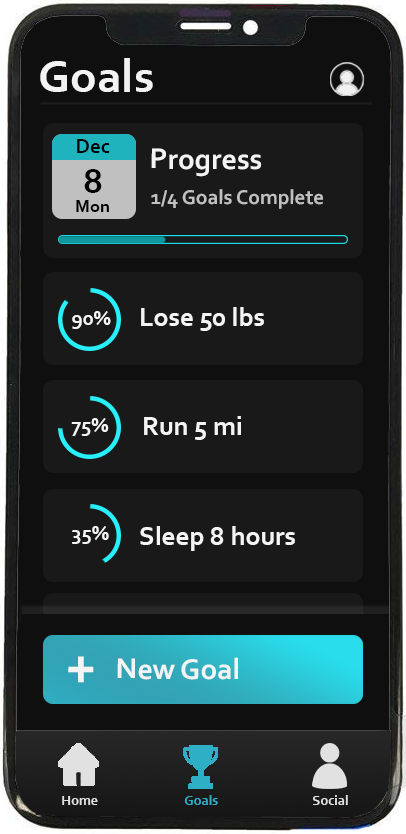 Goals
Dec
8
Mon
Progress
1/4 Goals Complete
90%
Lose 50 lbs
75%
Run 5 mi
35%
Sleep 8 hours
+ New Goal
Home
Goals
Social